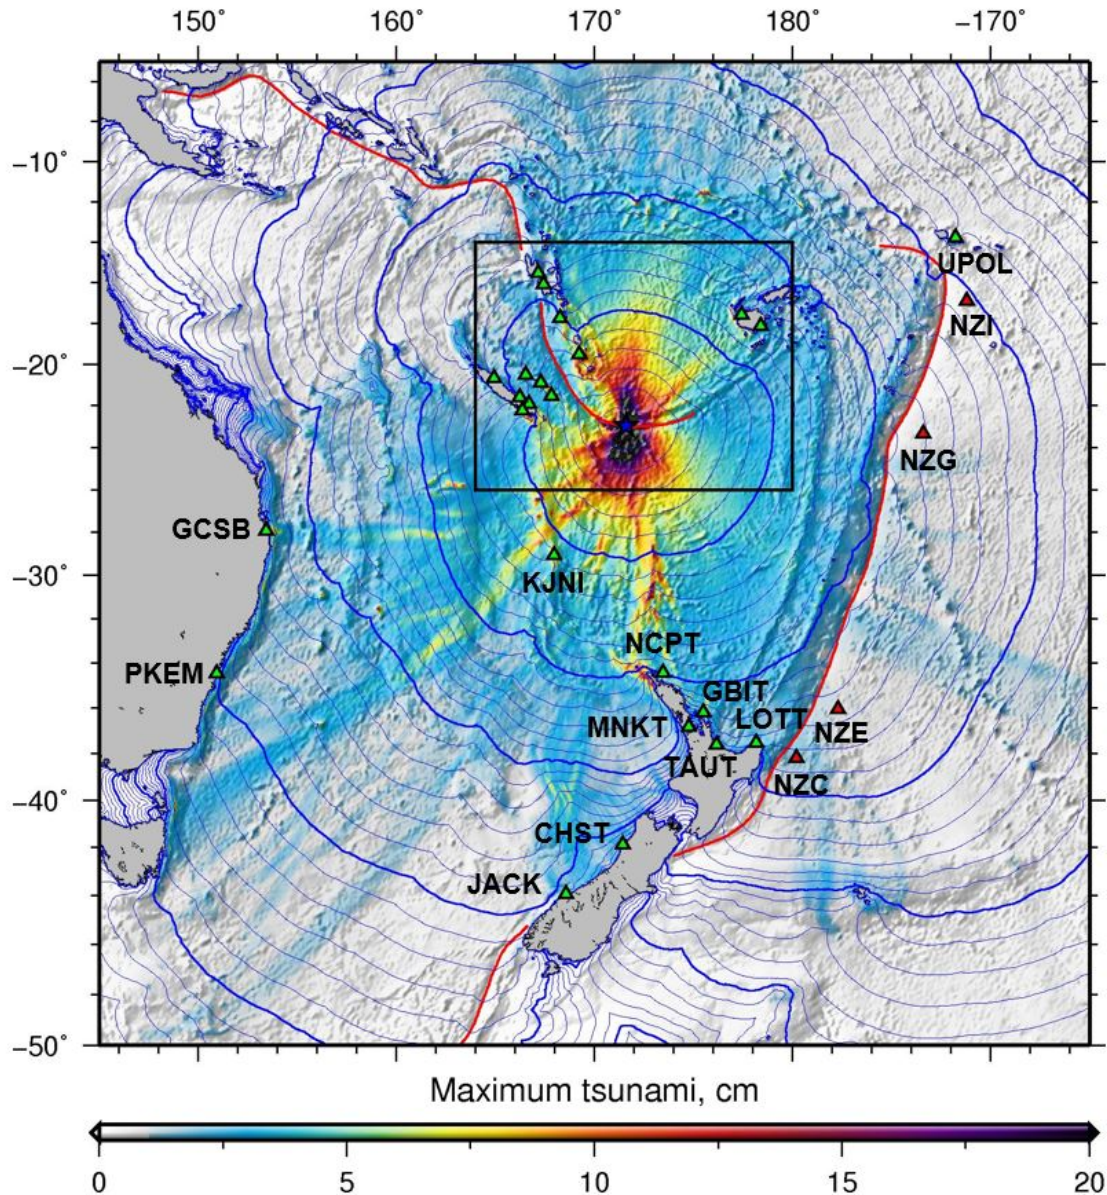 150° 160° 170° 180° −170°
−10°
UPOL
NZI
−20°
NZG
GCSB
KJNI
−30°
NCPT
PKEM
GBIT
MNKT LOTT
NZE
TAUT
NZC
−40°
CHST
JACK
−50°
Maximum tsunami, cm
0 5 10 15 20